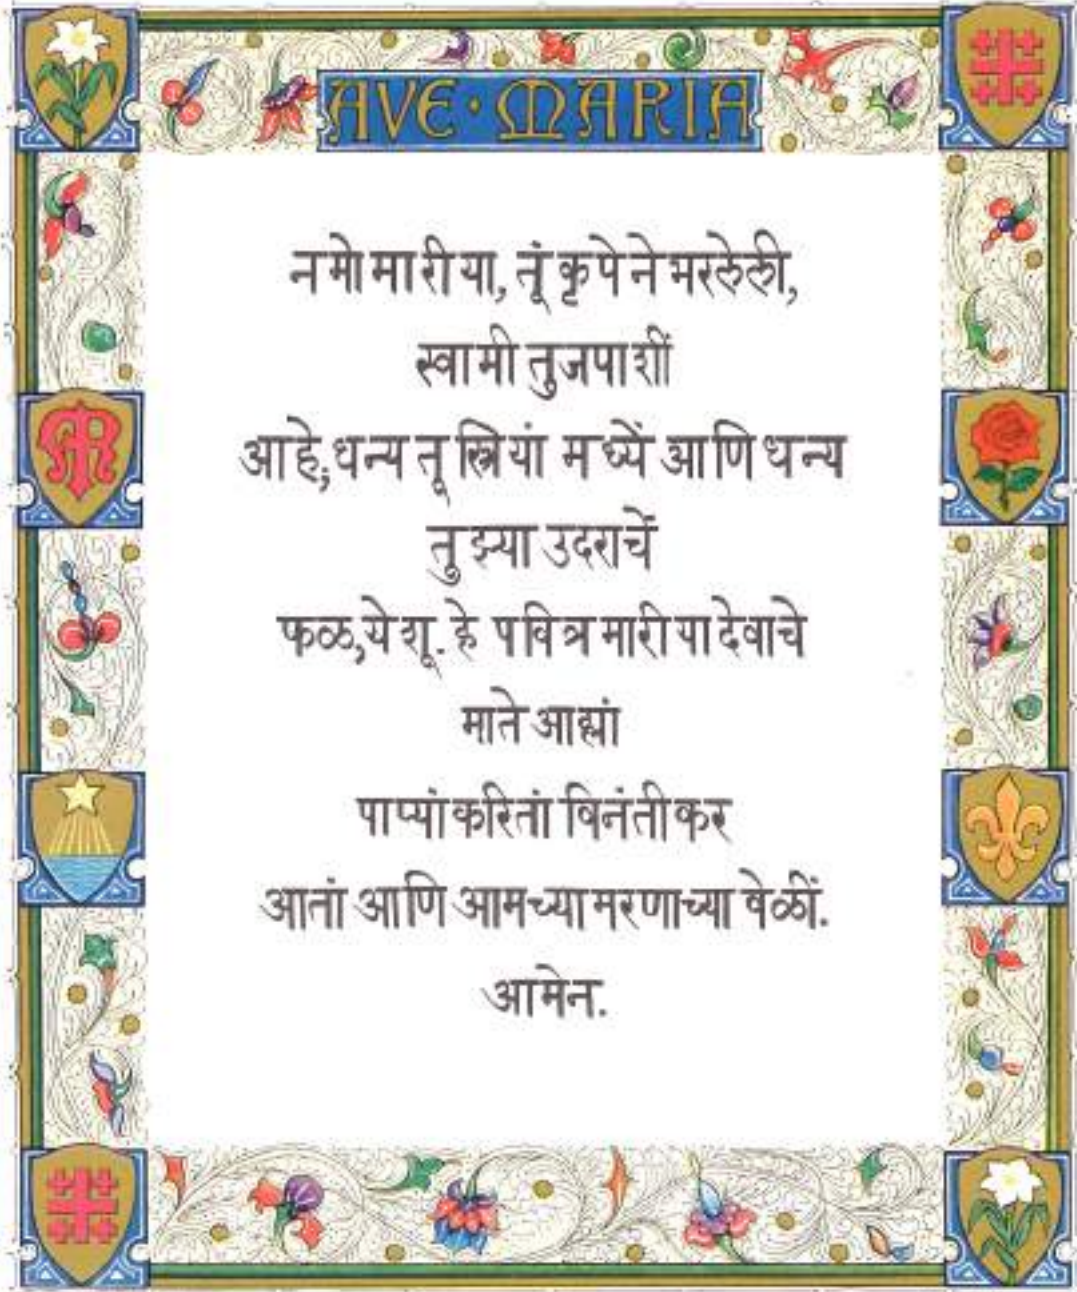 AVE · MARIA
नमो मारीया, तूं कृपेने भरलेली,
स्वामी तुजपाशीं
आहे; धन्य तू स्त्रियां मध्यें आणि धन्य
तुझ्या उदराचें
फळ, येशू. हे पवित्र मारीया देवाचे
माते आह्मां
पाप्यांकरितां विनंती कर
आतां आणि आमच्या मरणाच्या वेळीं.
आमेन.